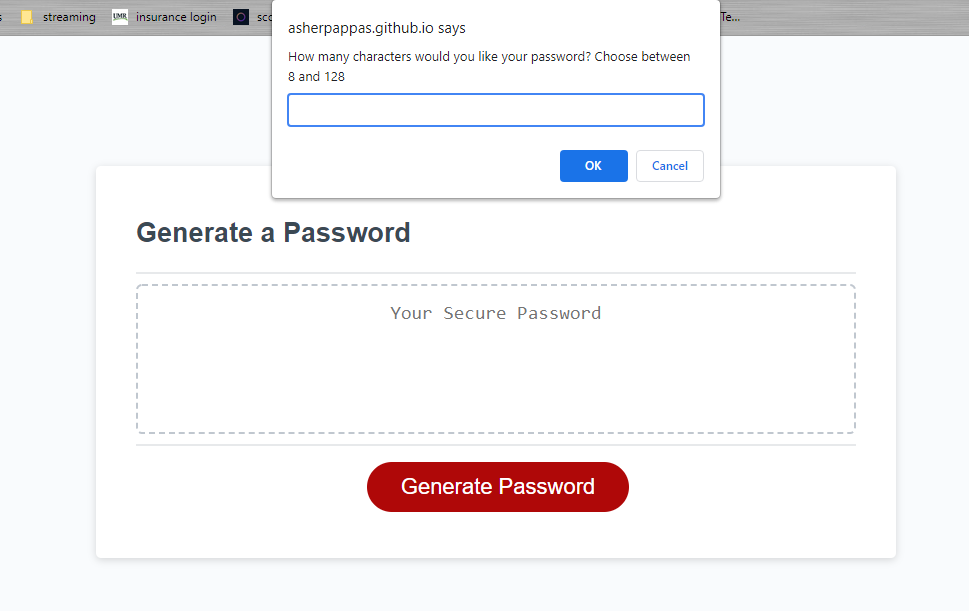 streaming UMR insurance login Te...
asherpappas.github.io says
How many characters would you like your password? Choose between
8 and 128
OK Cancel
Generate a Password
Your Secure Password
Generate Password